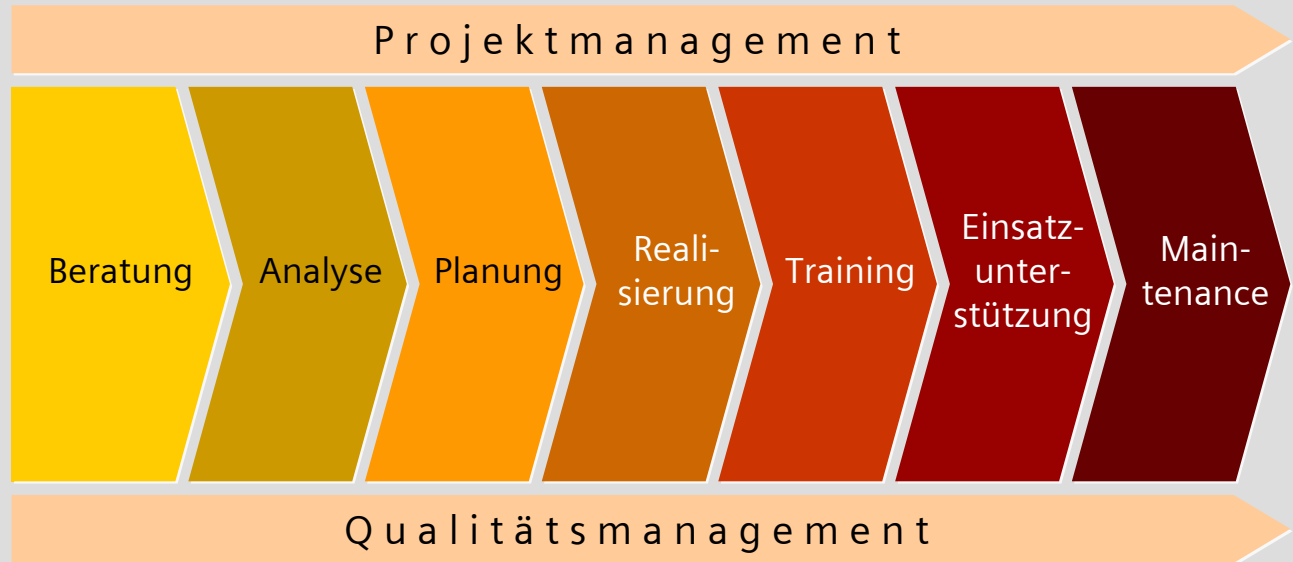 Projektmanagement
Beratung
Analyse
Planung
Reali-
sierung
Training
Einsatz-
unter-
stützung
Main-
tenance
Qualitätsmanagement